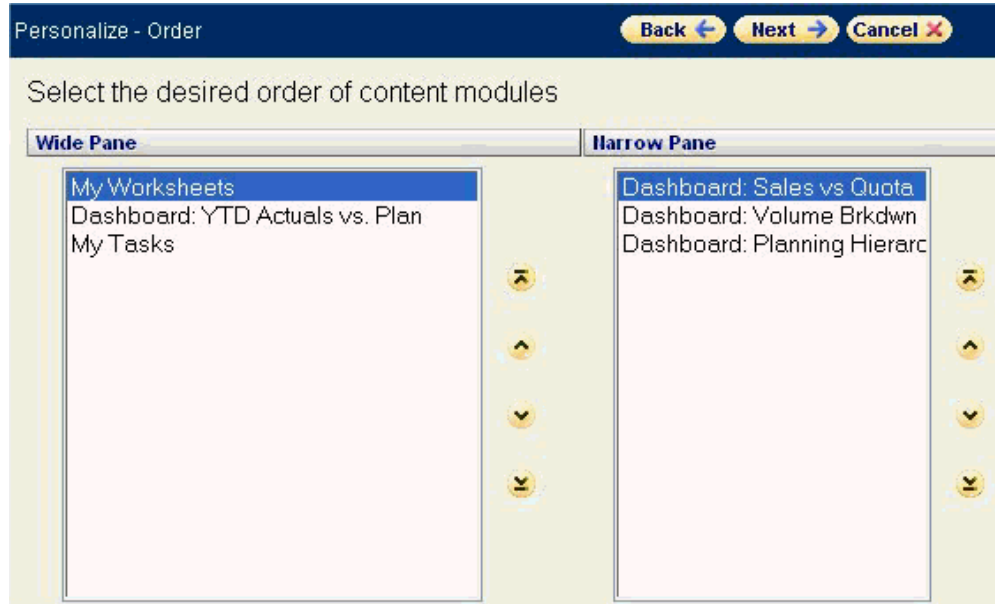 Personalize - Order
Back
Next
Cancel
Select the desired order of content modules
Wide Pane
Narrow Pane
My Worksheets
Dashboard: YTD Actuals vs. Plan
My Tasks
Dashboard: Sales vs Quota
Dashboard: Volume Brkdwn
Dashboard: Planning Hierarc